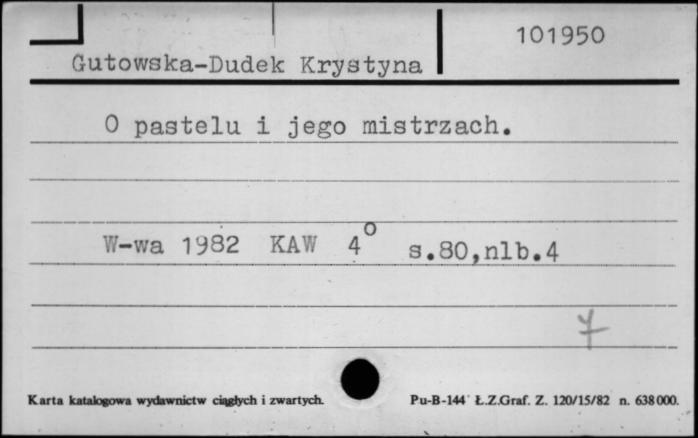 101950
Gutowska-Dudek Krystyna
O pastelu i jego mistrzach.
W-wa 1982 KAW 4° s.80,nlb.4
7
Karta katalogowa wydawnictw ciągłych i zwartych. Pu-B-144 Ł.Z.Graf. Z. 120/15/82 n. 638000.